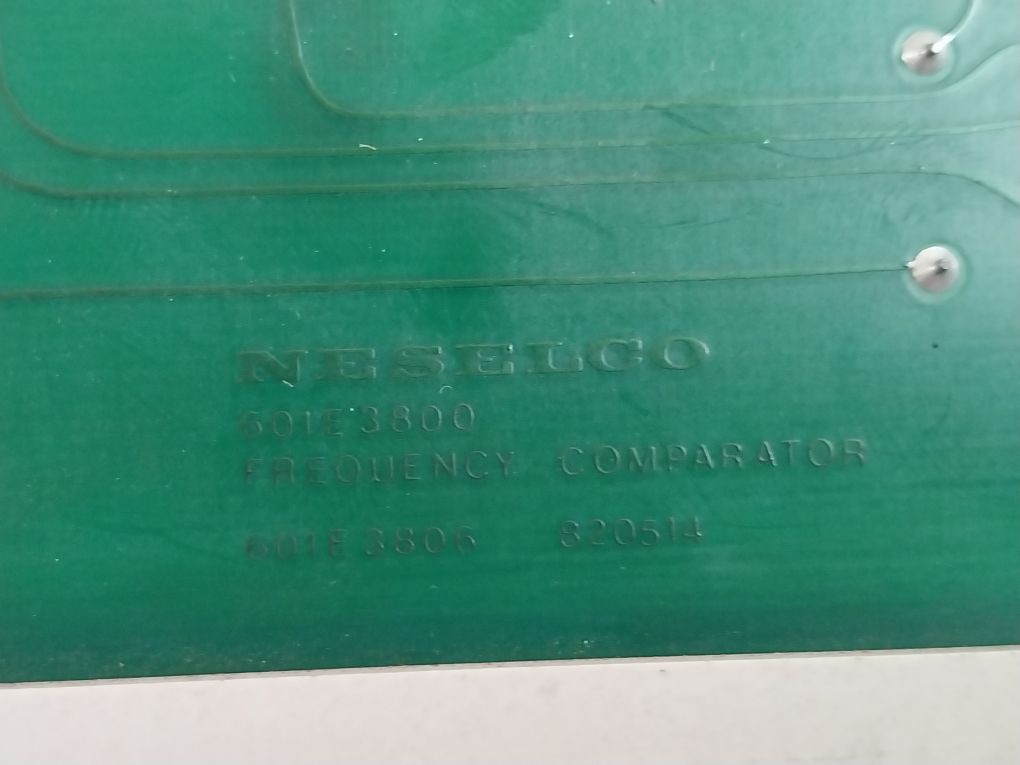 NESELCO
601E3800
FREQUENCY COMPARATOR
601E3806 820514